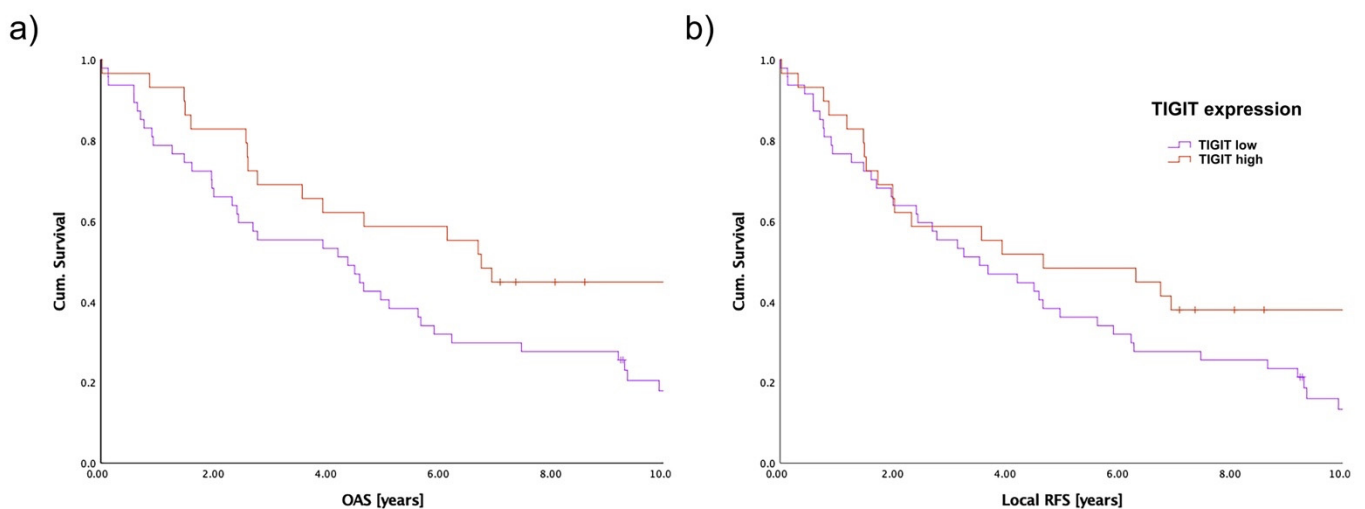 a)
1.0
0.8
0.6
0.4
0.2
0.0
Cum. Survival
0.00 2.00 4.00 6.00 8.00 10.0
OAS [years]
b)
1.0
0.8
0.6
0.4
0.2
0.0
Cum. Survival
0.00 2.00 4.00 6.00 8.00 10.0
Local RFS [years]
TIGIT expression
TIGIT low
TIGIT high